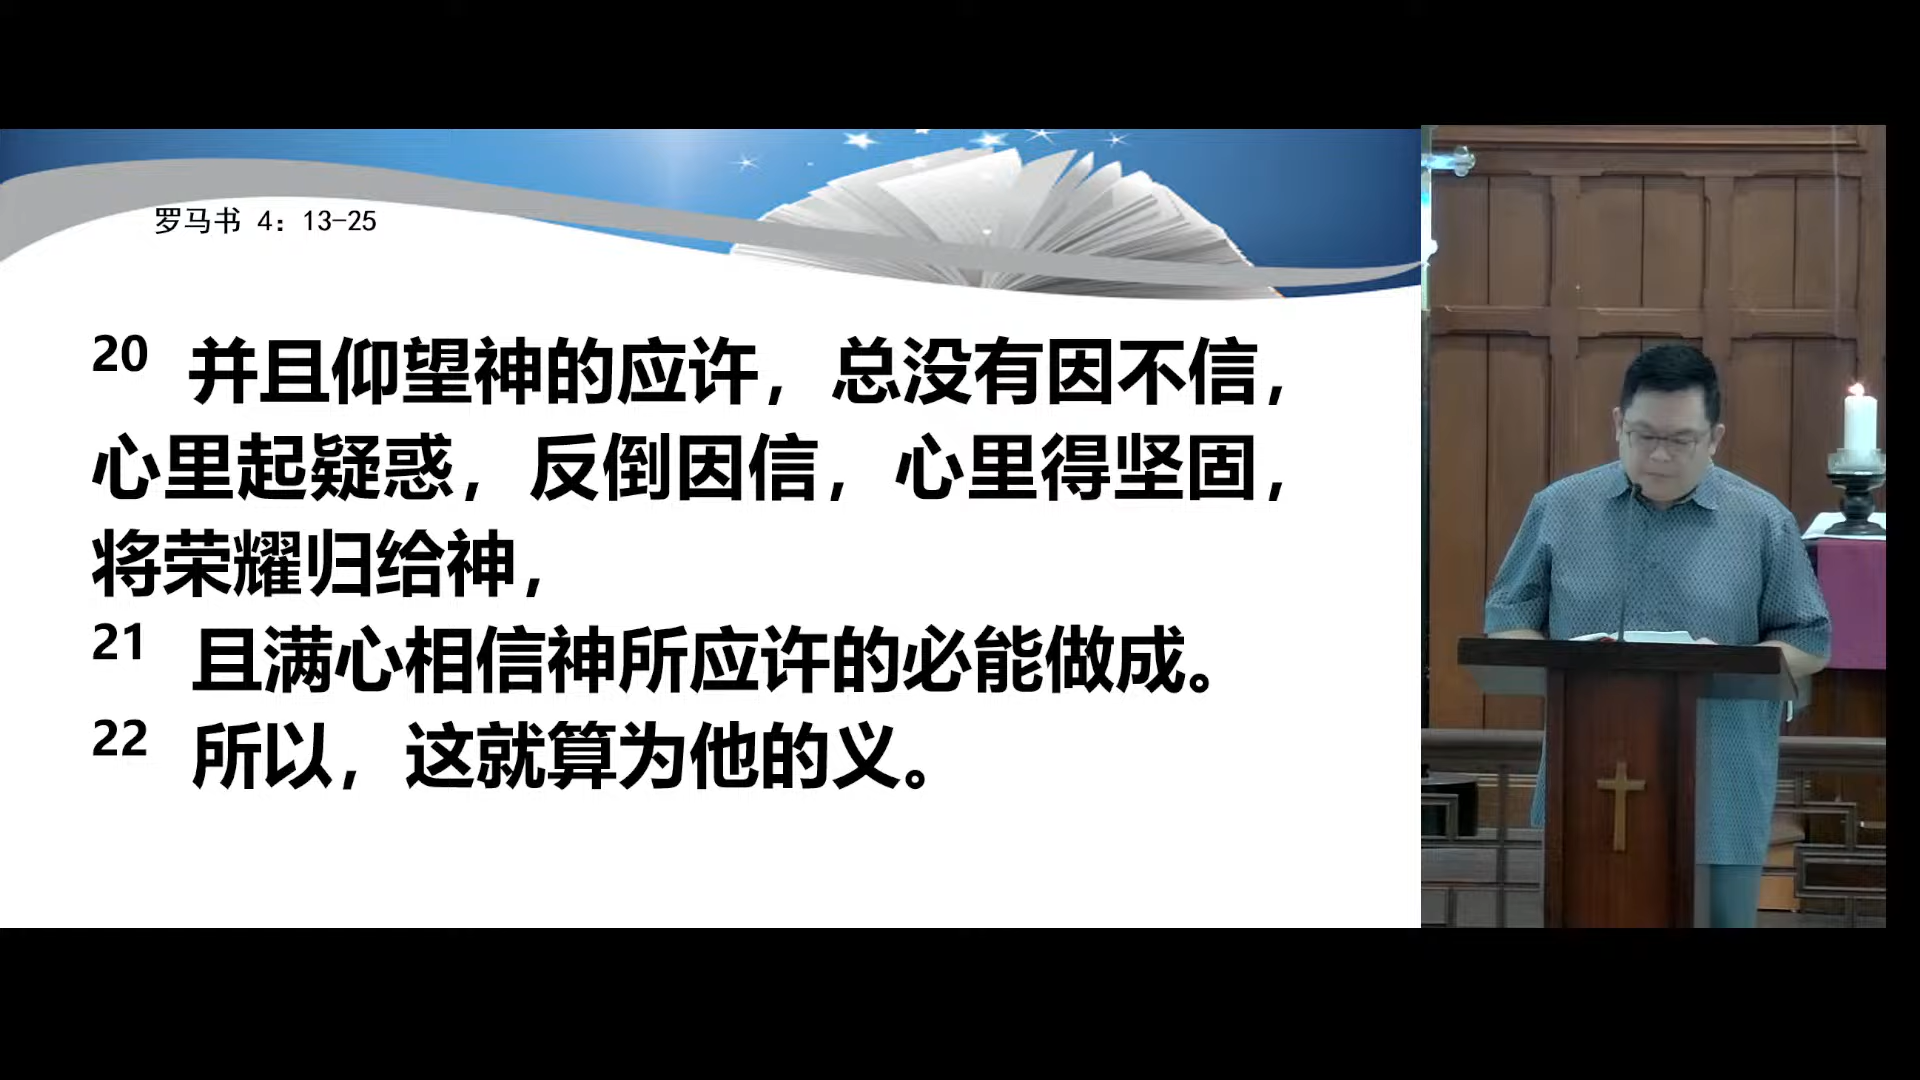 罗马书 4：13-25
20 并且仰望神的应许，总没有因不信，
心里起疑惑，反倒因信，心里得坚固，
将荣耀归给神，
21 且满心相信神所应许的必能做成。
22 所以，这就算为他的义。